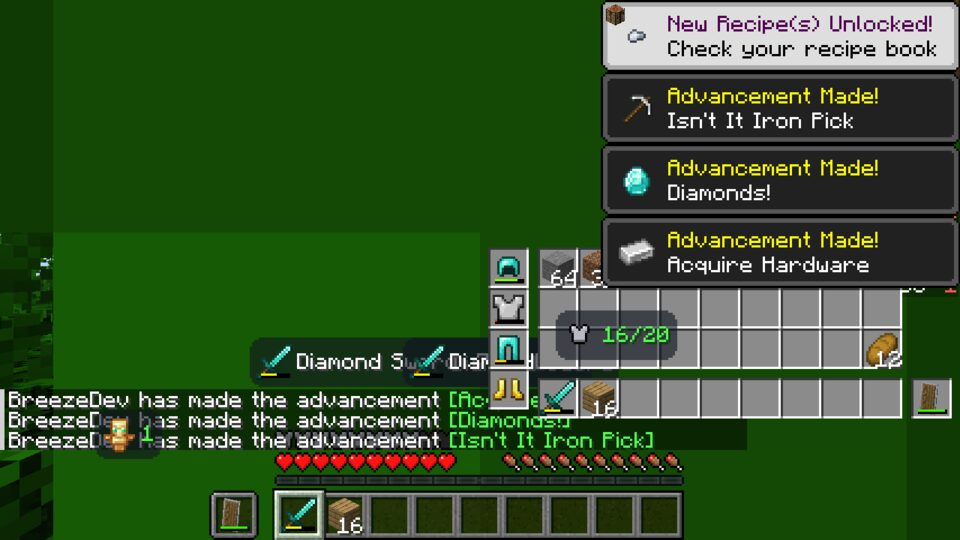 New Recipe(s) Unlocked!
Check your recipe book
Advancement Made!
Isn't It Iron Pick
Advancement Made!
Diamonds!
Advancement Made!
Acquire Hardware
64
16/20
12
Diamond
16
BreezeDev has made the advancement
BreezeDev has made the advancement [Diamonds!]
BreezeDev has made the advancement [Isn't It Iron Pick]
1
16